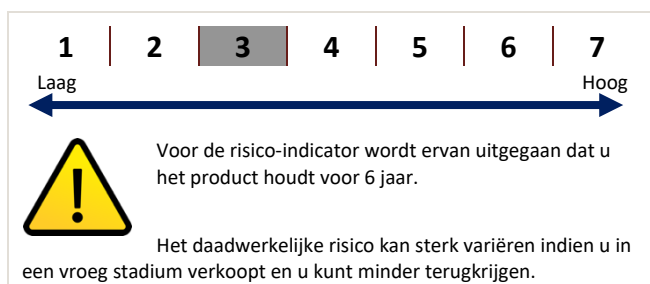 1 2 3 4 5 6 7
Laag Hoog
Voor de risico-indicator wordt ervan uitgegaan dat u
het product houdt voor 6 jaar.
Het daadwerkelijke risico kan sterk variëren indien u in
een vroeg stadium verkoopt en u kunt minder terugkrijgen.